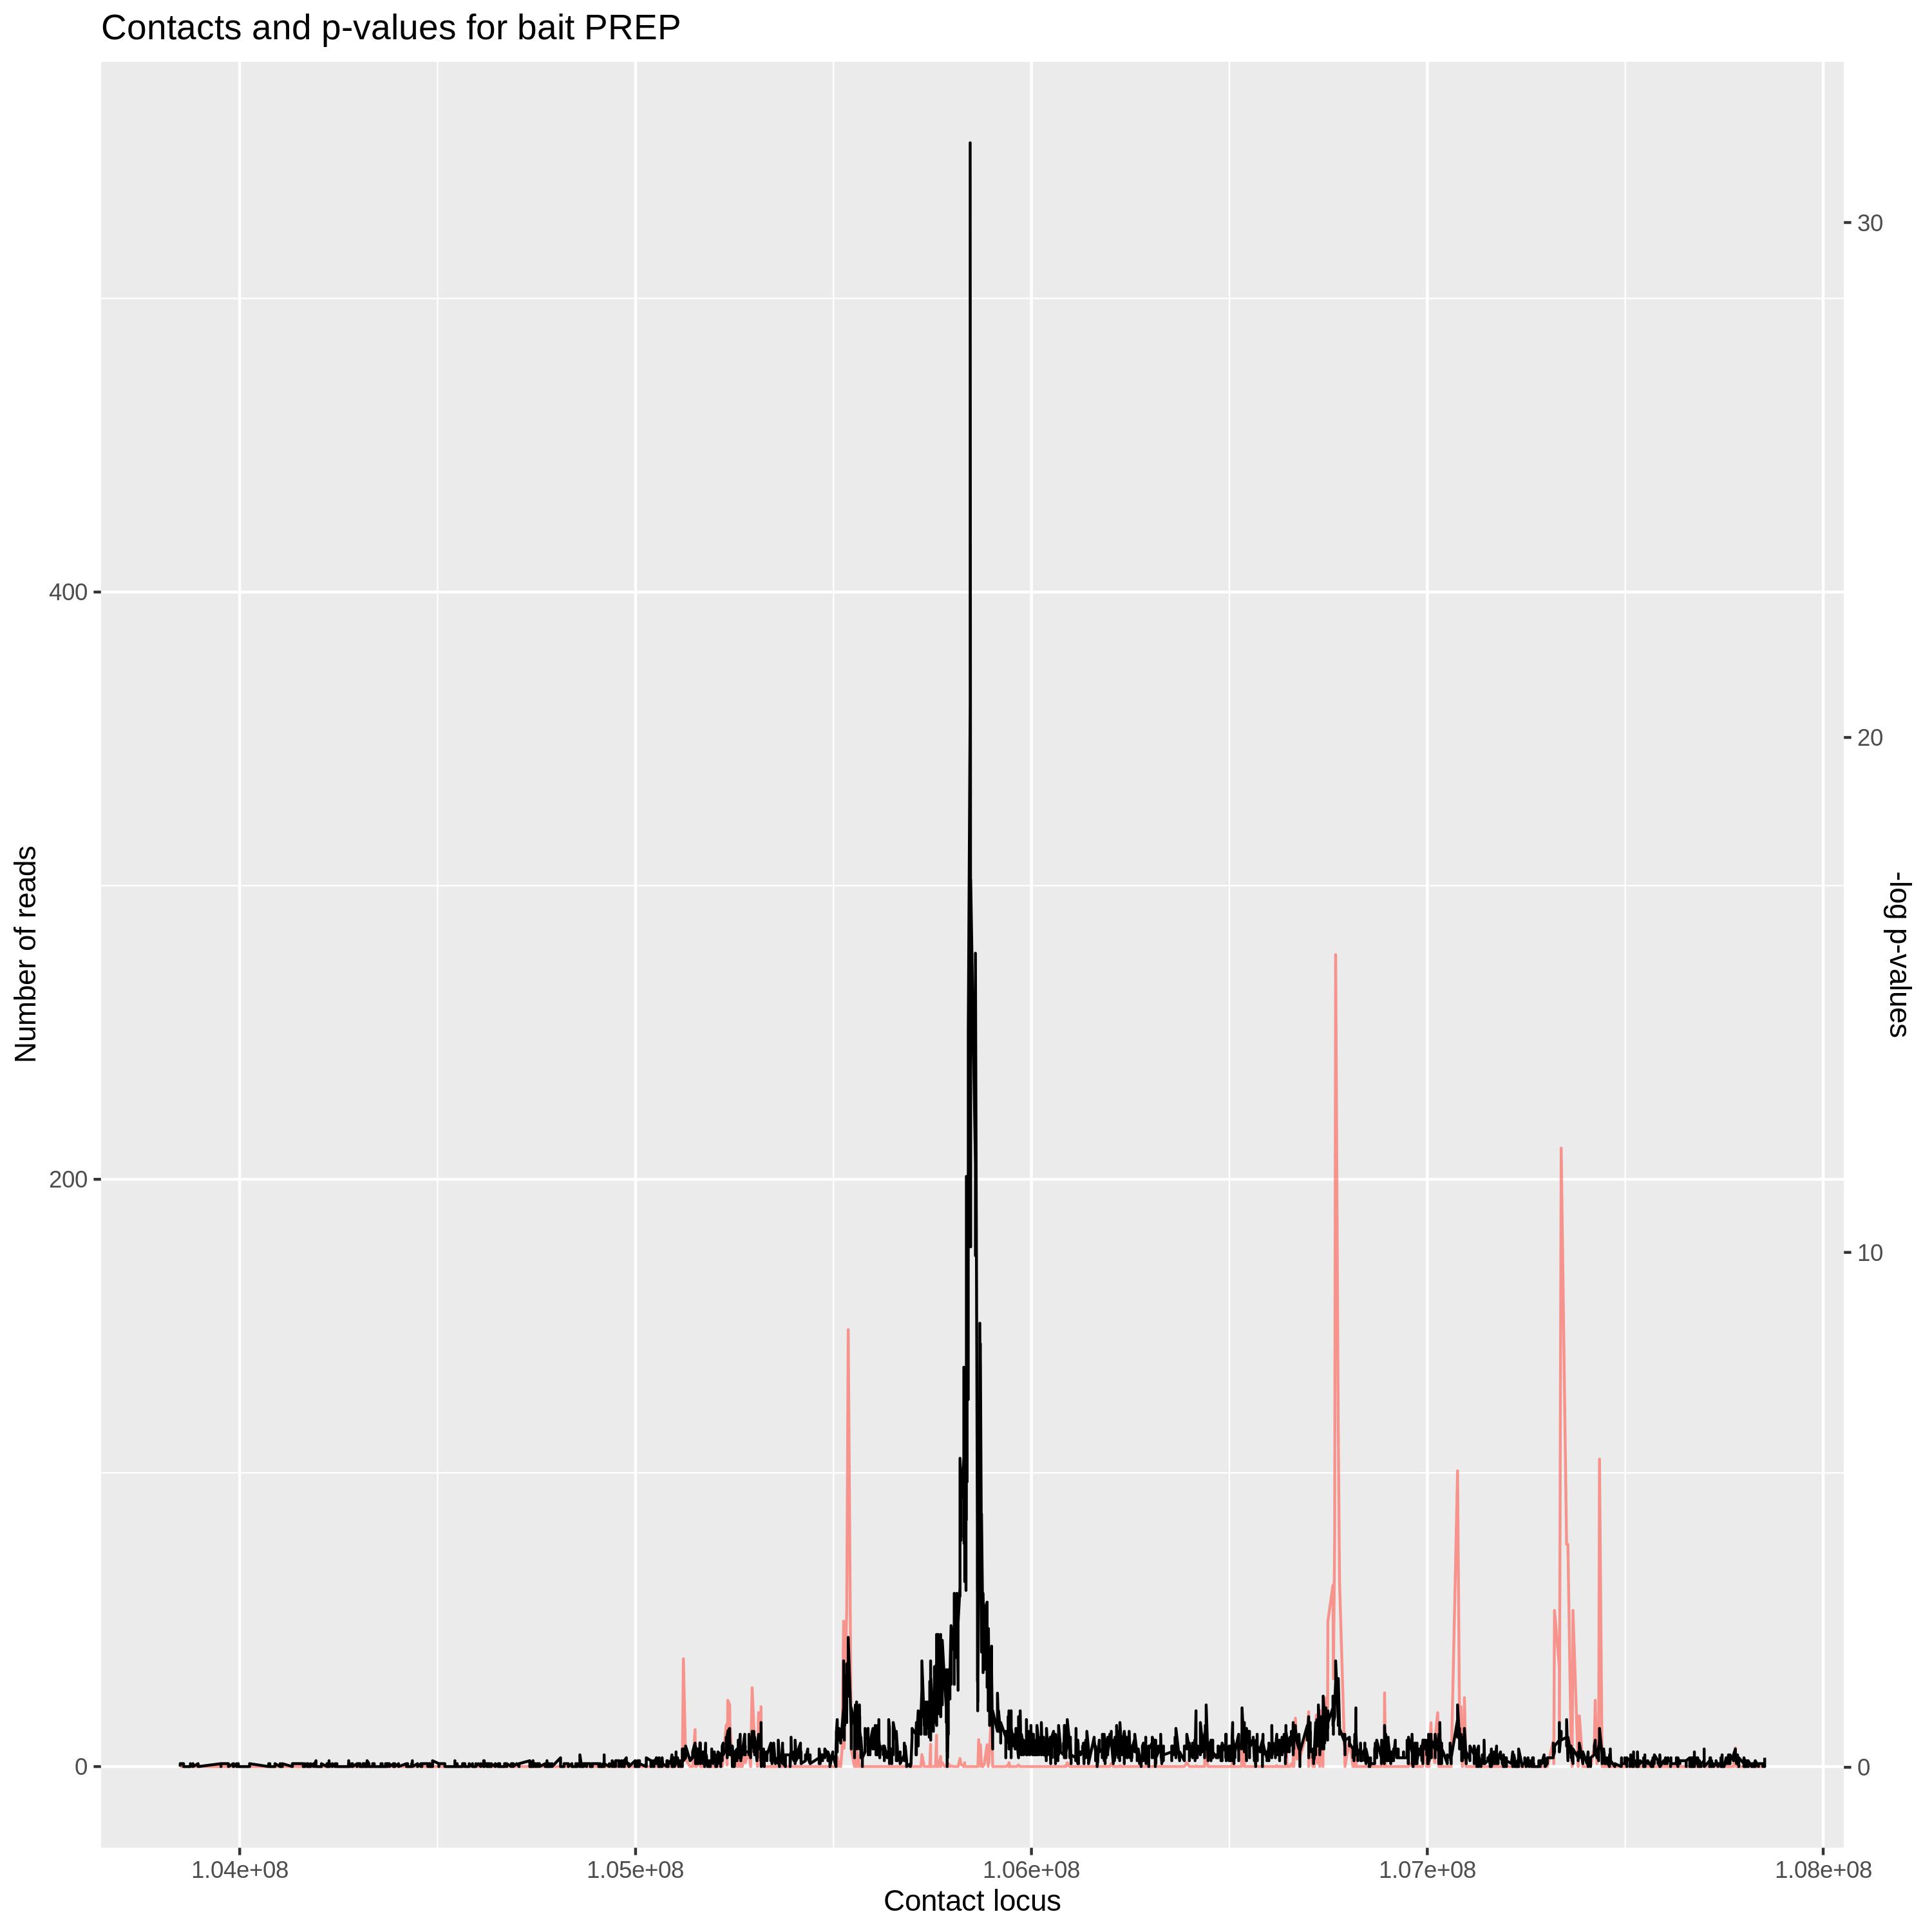 Contacts and p-values for bait PREP
Number of reads
400
200
0
30
20
10
0
-log p-values
1.04e+08
1.05e+08
1.06e+08
1.07e+08
1.08e+08
Contact locus